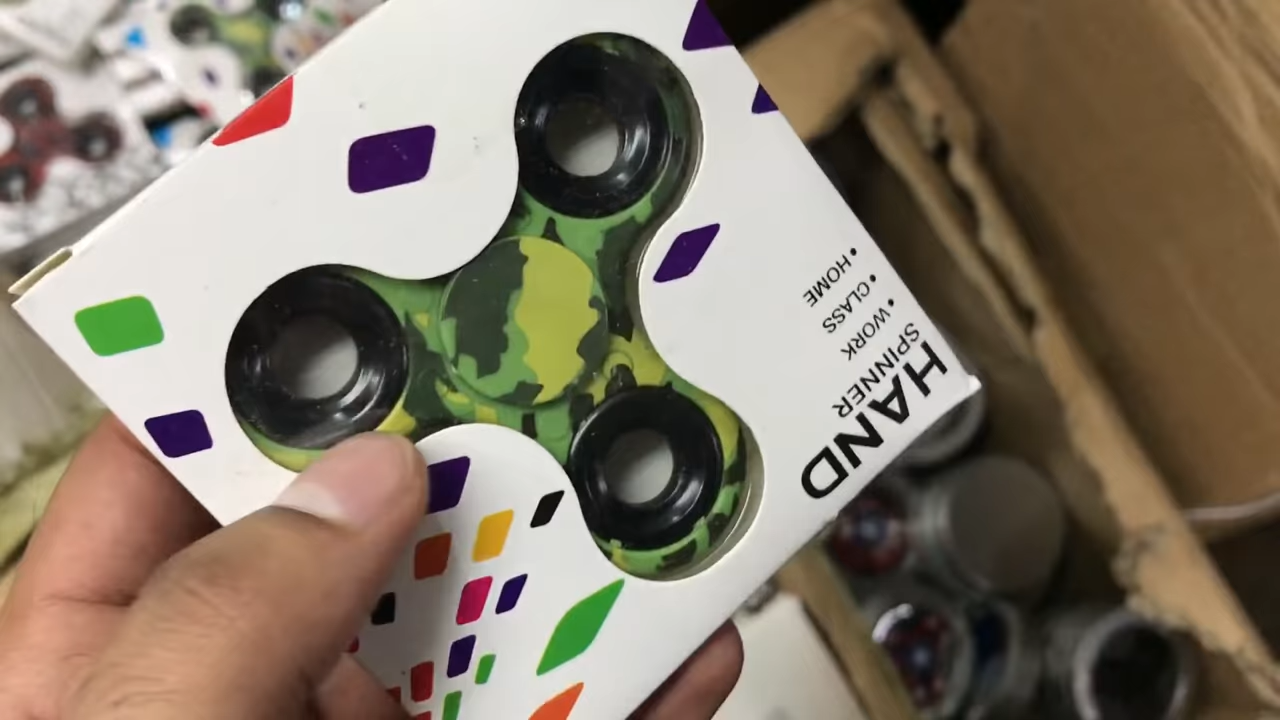 HAND
SPINNER
• WORK
• CLASS
• HOME